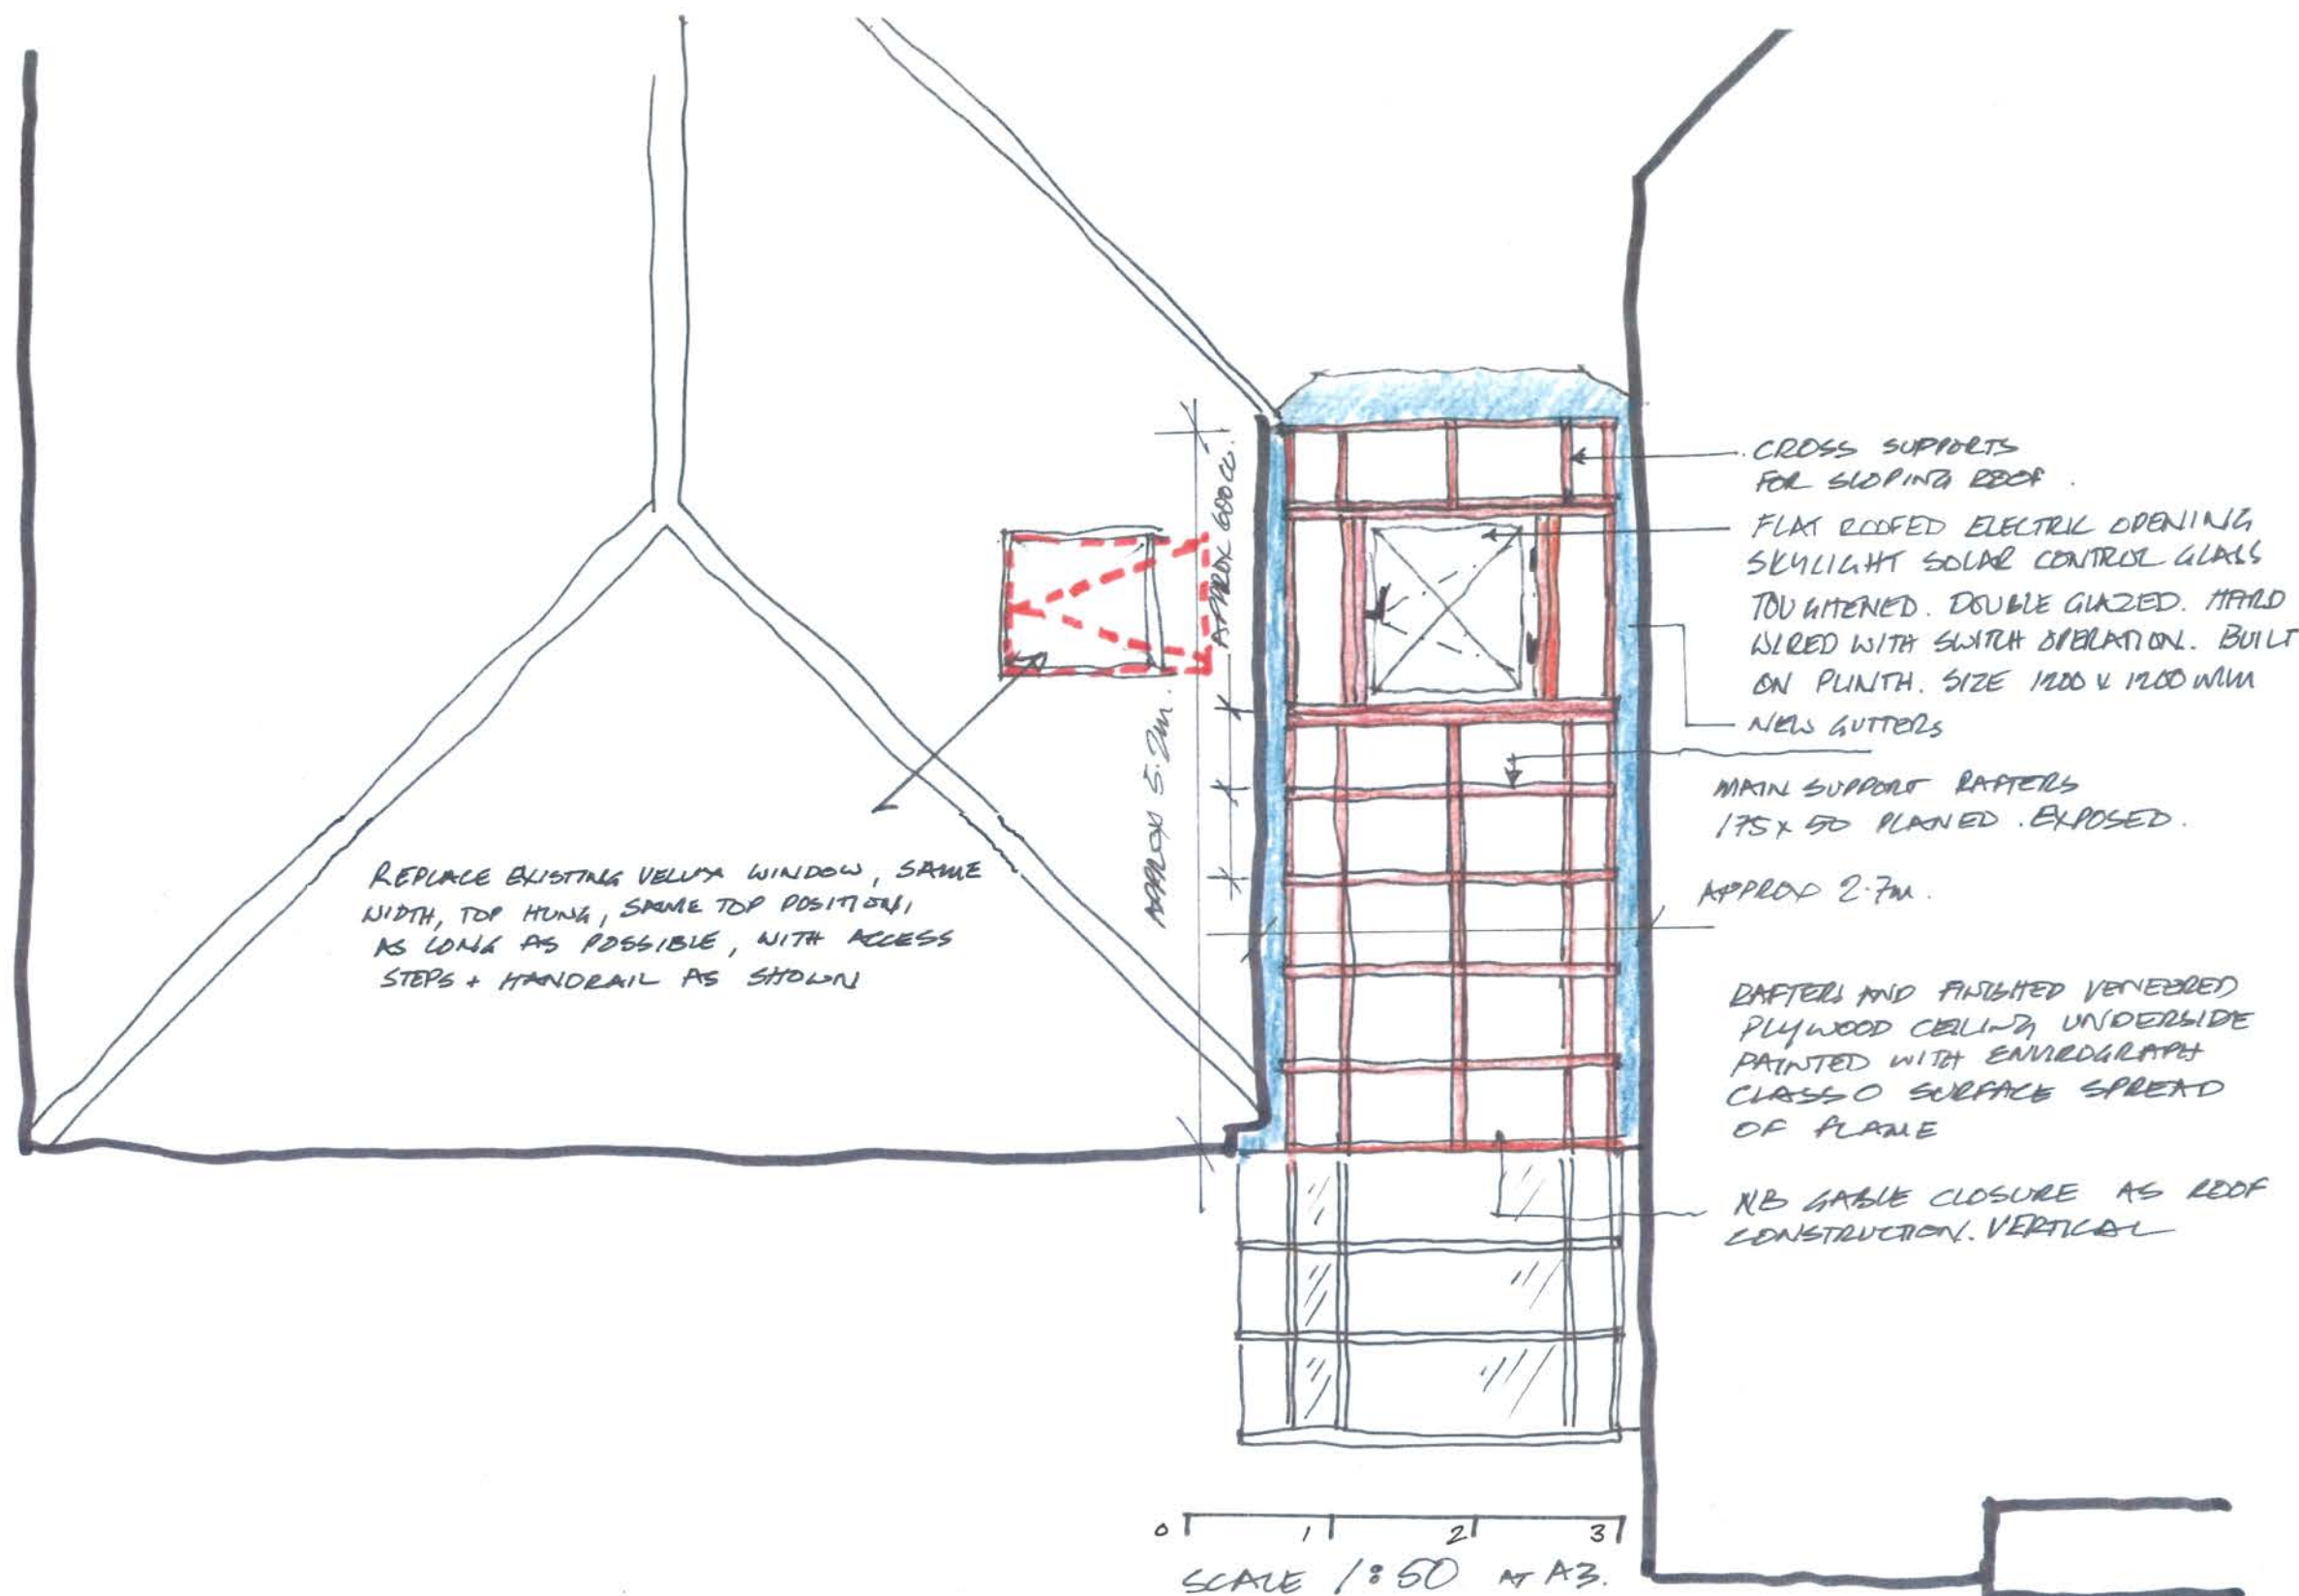 CROSS SUPPORTS
FOR SLOPING ROOF.
FLAT ROOFED ELECTRIC OPENING
SKYLIGHT SOLAR CONTROL GLASS
TOUGHENED. DOUBLE GLAZED. HARD
WIRED WITH SWITCH OPERATION. BUILT
ON PLINTH. SIZE 1200 x 1200 MM
NEW GUTTERS
MAIN SUPPORT RAFTERS
175 x 50 PLANED. EXPOSED.
APPROX 2.7m.
RAFTERS AND FINISHED VENEERED
PLYWOOD CEILING UNDERSIDE
PAINTED WITH ENVIROGRAPH
CLASS O SURFACE SPREAD
OF FLAME
NB GABLE CLOSURE AS ROOF
CONSTRUCTION. VERTICAL
APPROX 600 CC.
APPROX 5.2m.
REPLACE EXISTING VELUX WINDOW, SAME
WIDTH, TOP HUNG, SAME TOP POSITION,
AS LONG AS POSSIBLE, WITH ACCESS
STEPS + HANDRAIL AS SHOWN
0 1 2 3
SCALE 1:50 AT A3.